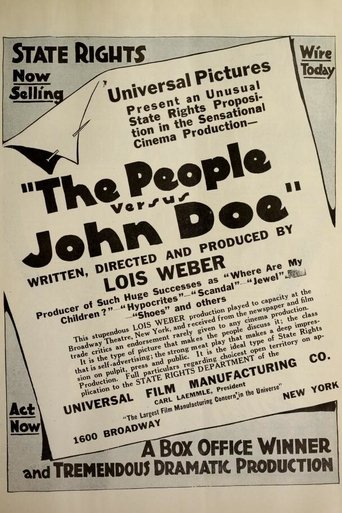 STATE RIGHTS
Now
Selling
Wire
Today
Universal Pictures
Present an Unusual
State Rights Proposi-
tion in the Sensational
Cinema Production—
"The People
versus
John Doe"
WRITTEN, DIRECTED AND PRODUCED BY
LOIS WEBER
Producer of Such Huge Successes as "Where Are My
Children?"—"Hypocrites"—"Scandal"—"Jewel"—
—"Shoes" and others
This stupendous LOIS WEBER production played to capacity at the
Broadway Theatre, New York, and received from the newspaper and film
trade critics an endorsement rarely given to any cinema production.
It is the type of picture that makes the people discuss it; the class
that is self-advertising; the strong meat play that makes a deep impres-
sion on pulpit, press and public. It is the ideal type of State Rights
Production. Full particulars regarding choicest open territory on ap-
plication to the STATE RIGHTS DEPARTMENT of the
UNIVERSAL FILM MANUFACTURING CO.
CARL LAEMMLE, President
"The Largest Film Manufacturing Concern in the Universe"
1600 BROADWAY
NEW YORK
Act
Now
A BOX OFFICE WINNER
and TREMENDOUS DRAMATIC PRODUCTION